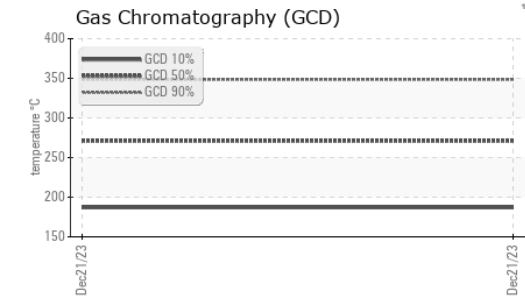 Gas Chromatography (GCD)
400
350
300
250
200
150
temperature °C
GCD 10%
GCD 50%
GCD 90%
Dec21/23
Dec21/23